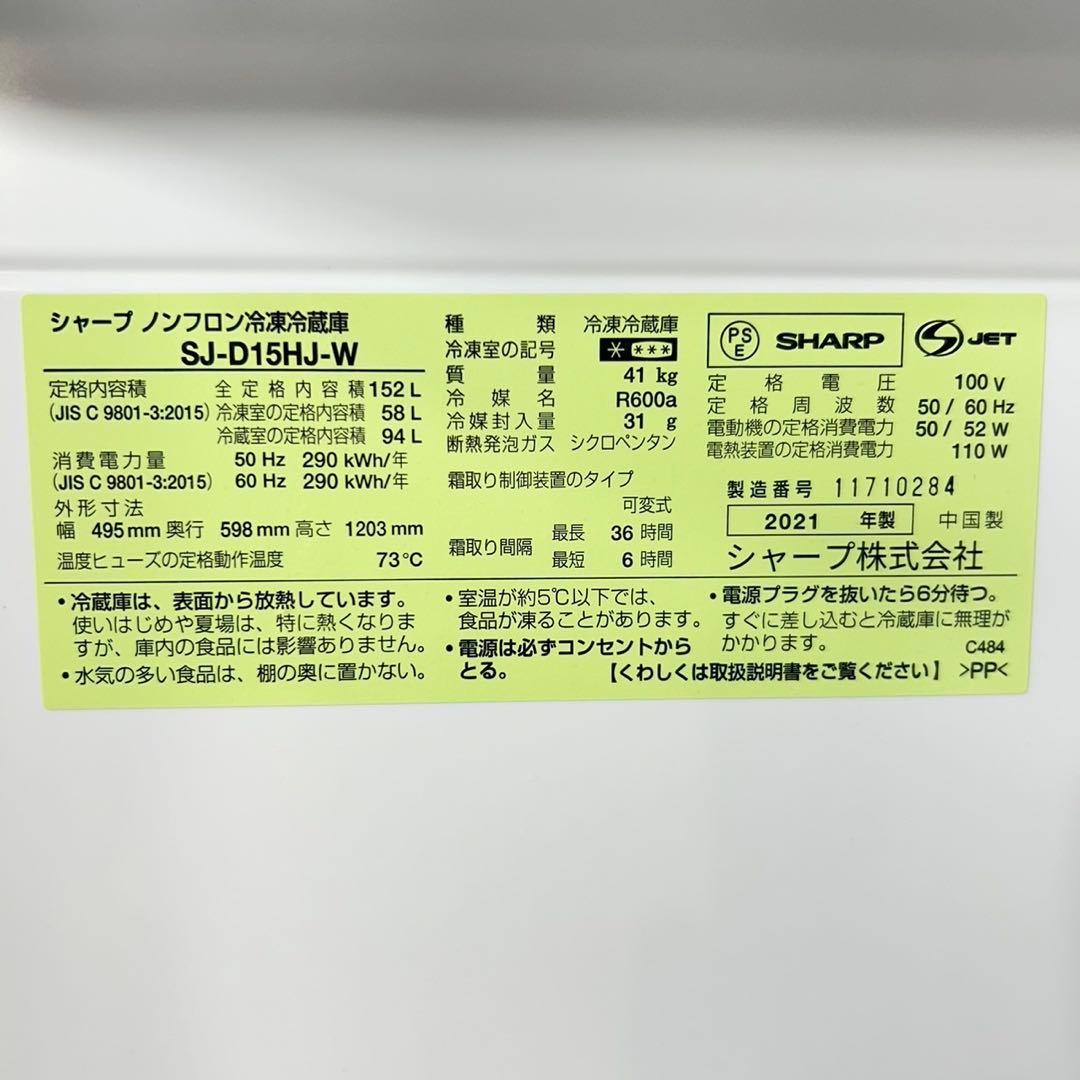 シャープ ノンフロン冷凍冷蔵庫
SJ-D15HJ-W
定格内容積 全定格内容積 152 L
(JIS C 9801-3:2015) 冷凍室の定格内容積 58 L
冷蔵室の定格内容積 94 L
消費電力量 50 Hz 290 kWh/年
(JIS C 9801-3:2015) 60 Hz 290 kWh/年
外形寸法
幅 495 mm 奥行 598 mm 高さ 1203 mm
温度ヒューズの定格動作温度 73℃
種類 冷凍冷蔵庫
冷凍室の記号 * ***
質量 41 kg
冷媒名 R600a
冷媒封入量 31 g
断熱発泡ガス シクロペンタン
霜取り制御装置のタイプ
可変式
霜取り間隔 最長 36 時間
最短 6 時間
PSE SHARP S JET
定格電圧 100 V
定格周波数 50 / 60 Hz
電動機の定格消費電力 50 / 52 W
電熱装置の定格消費電力 110 W
製造番号 11710284
2021 年製 中国製
シャープ株式会社
・冷蔵庫は、表面から放熱しています。
使いはじめや夏場は、特に熱くなりま
すが、庫内の食品には影響ありません。
・水気の多い食品は、棚の奥に置かない。
・室温が約5℃以下では、
食品が凍ることがあります。
・電源は必ずコンセントから
とる。
・電源プラグを抜いたら6分待つ。
すぐに差し込むと冷蔵庫に無理が
かかります。 C484
【くわしくは取扱説明書をご覧ください】 >PP<